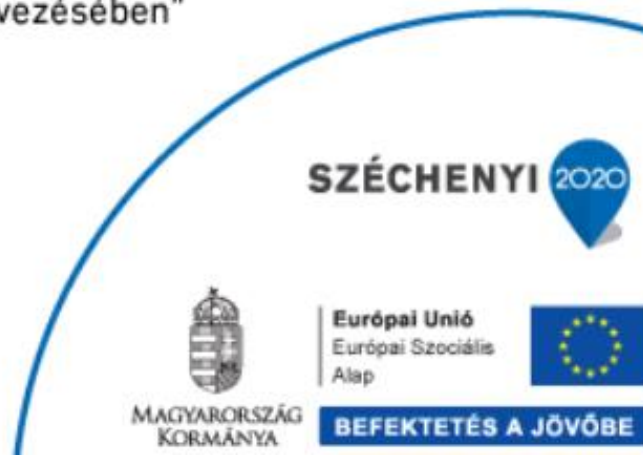 vezésében”
SZÉCHENYI 2020
Európai Unió
Európai Szociális
Alap
MAGYARORSZÁG
KORMÁNYA
BEFEKTETÉS A JÖVŐBE